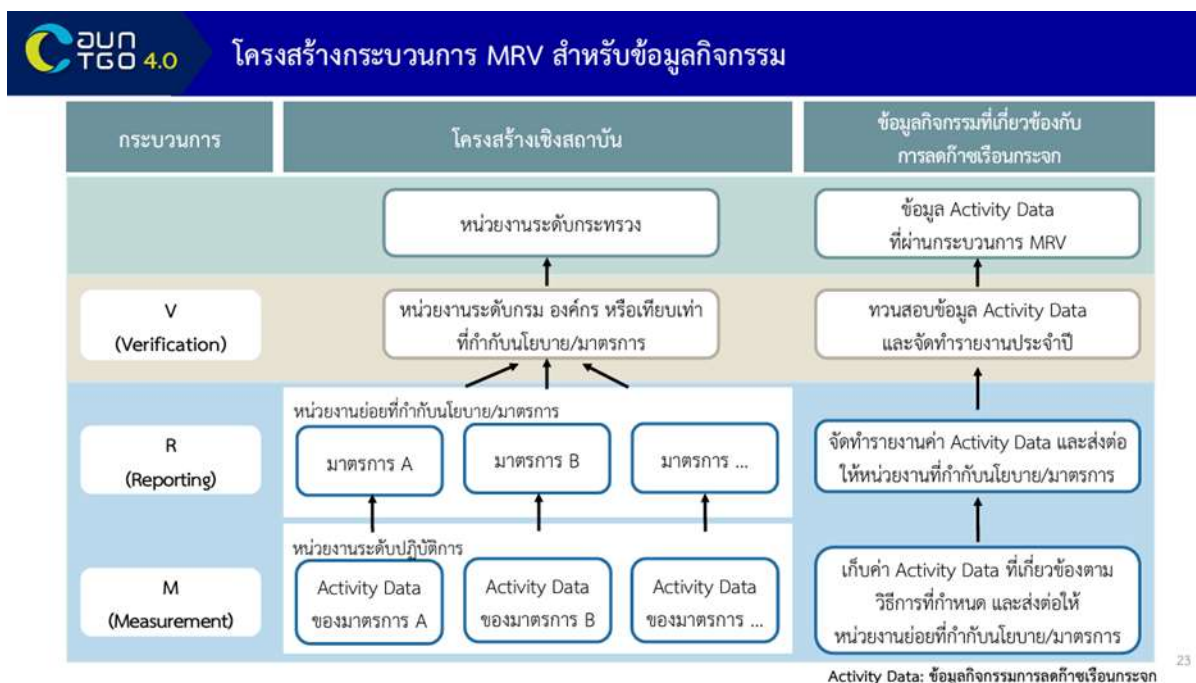 อบก
TGO 4.0
โครงสร้างกระบวนการ MRV สำหรับข้อมูลกิจกรรม
กระบวนการ
โครงสร้างเชิงสถาบัน
ข้อมูลกิจกรรมที่เกี่ยวข้องกับ
การลดก๊าซเรือนกระจก
หน่วยงานระดับกระทรวง
ข้อมูล Activity Data
ที่ผ่านกระบวนการ MRV
V
(Verification)
หน่วยงานระดับกรม องค์กร หรือเทียบเท่า
ที่กำกับนโยบาย/มาตรการ
ทวนสอบข้อมูล Activity Data
และจัดทำรายงานประจำปี
R
(Reporting)
หน่วยงานย่อยที่กำกับนโยบาย/มาตรการ
มาตรการ A
มาตรการ B
มาตรการ ...
จัดทำรายงานค่า Activity Data และส่งต่อ
ให้หน่วยงานที่กำกับนโยบาย/มาตรการ
M
(Measurement)
หน่วยงานระดับปฏิบัติการ
Activity Data
ของมาตรการ A
Activity Data
ของมาตรการ B
Activity Data
ของมาตรการ ...
เก็บค่า Activity Data ที่เกี่ยวข้องตาม
วิธีการที่กำหนด และส่งต่อให้
หน่วยงานย่อยที่กำกับนโยบาย/มาตรการ
23
Activity Data: ข้อมูลกิจกรรมการลดก๊าซเรือนกระจก